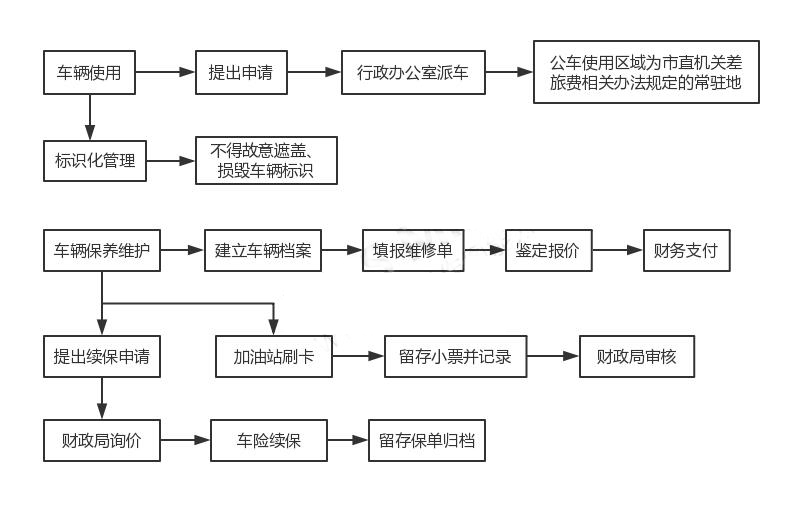 车辆使用
提出申请
行政办公室派车
公车使用区域为市直机关差
旅费相关办法规定的常驻地
标识化管理
不得故意遮盖、
损毁车辆标识
车辆保养维护
建立车辆档案
填报维修单
鉴定报价
财务支付
提出续保申请
加油站刷卡
留存小票并记录
财政局审核
财政局询价
车险续保
留存保单归档